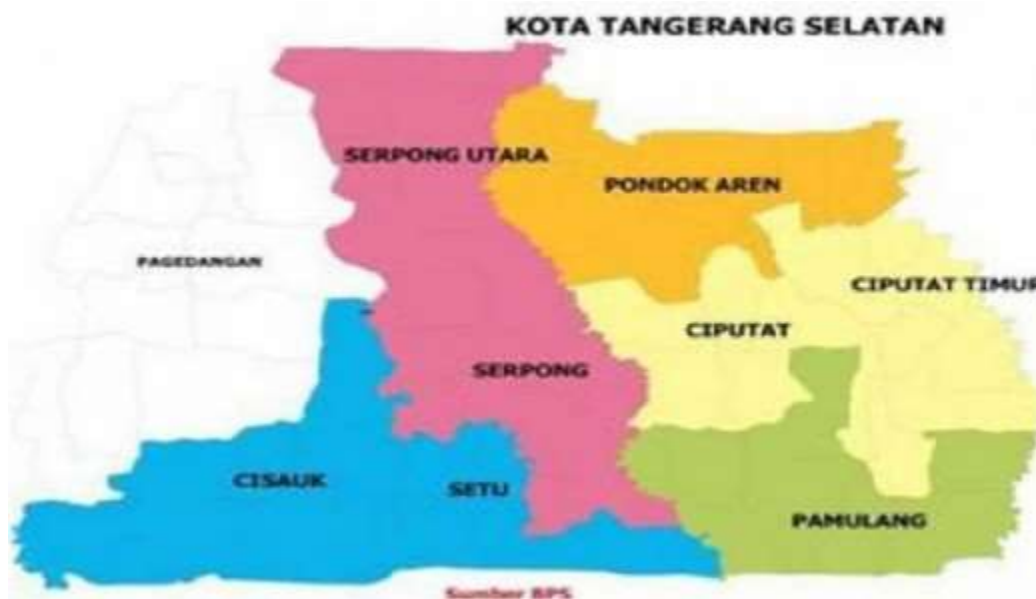 KOTA TANGERANG SELATAN
SERPONG UTARA
PONDOK AREN
PAGEDANGAN
CIPUTAT TIMUR
CIPUTAT
SERPONG
CISAUK
SETU
PAMULANG
Sumber BPS